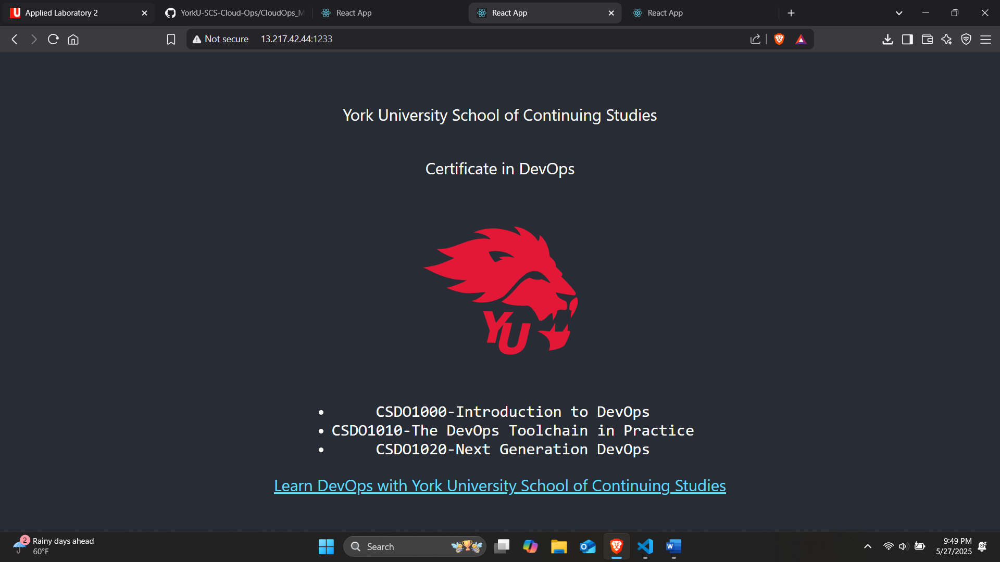 Applied Laboratory 2
YorkU-SCS-Cloud-Ops/CloudOps_M
React App
React App
React App
Not secure
13.217.42.44:1233
York University School of Continuing Studies
Certificate in DevOps
YU
• CSDO1000-Introduction to DevOps
• CSDO1010-The DevOps Toolchain in Practice
• CSDO1020-Next Generation DevOps
Learn DevOps with York University School of Continuing Studies
2
Rainy days ahead
60°F
Search
9:49 PM
5/27/2025